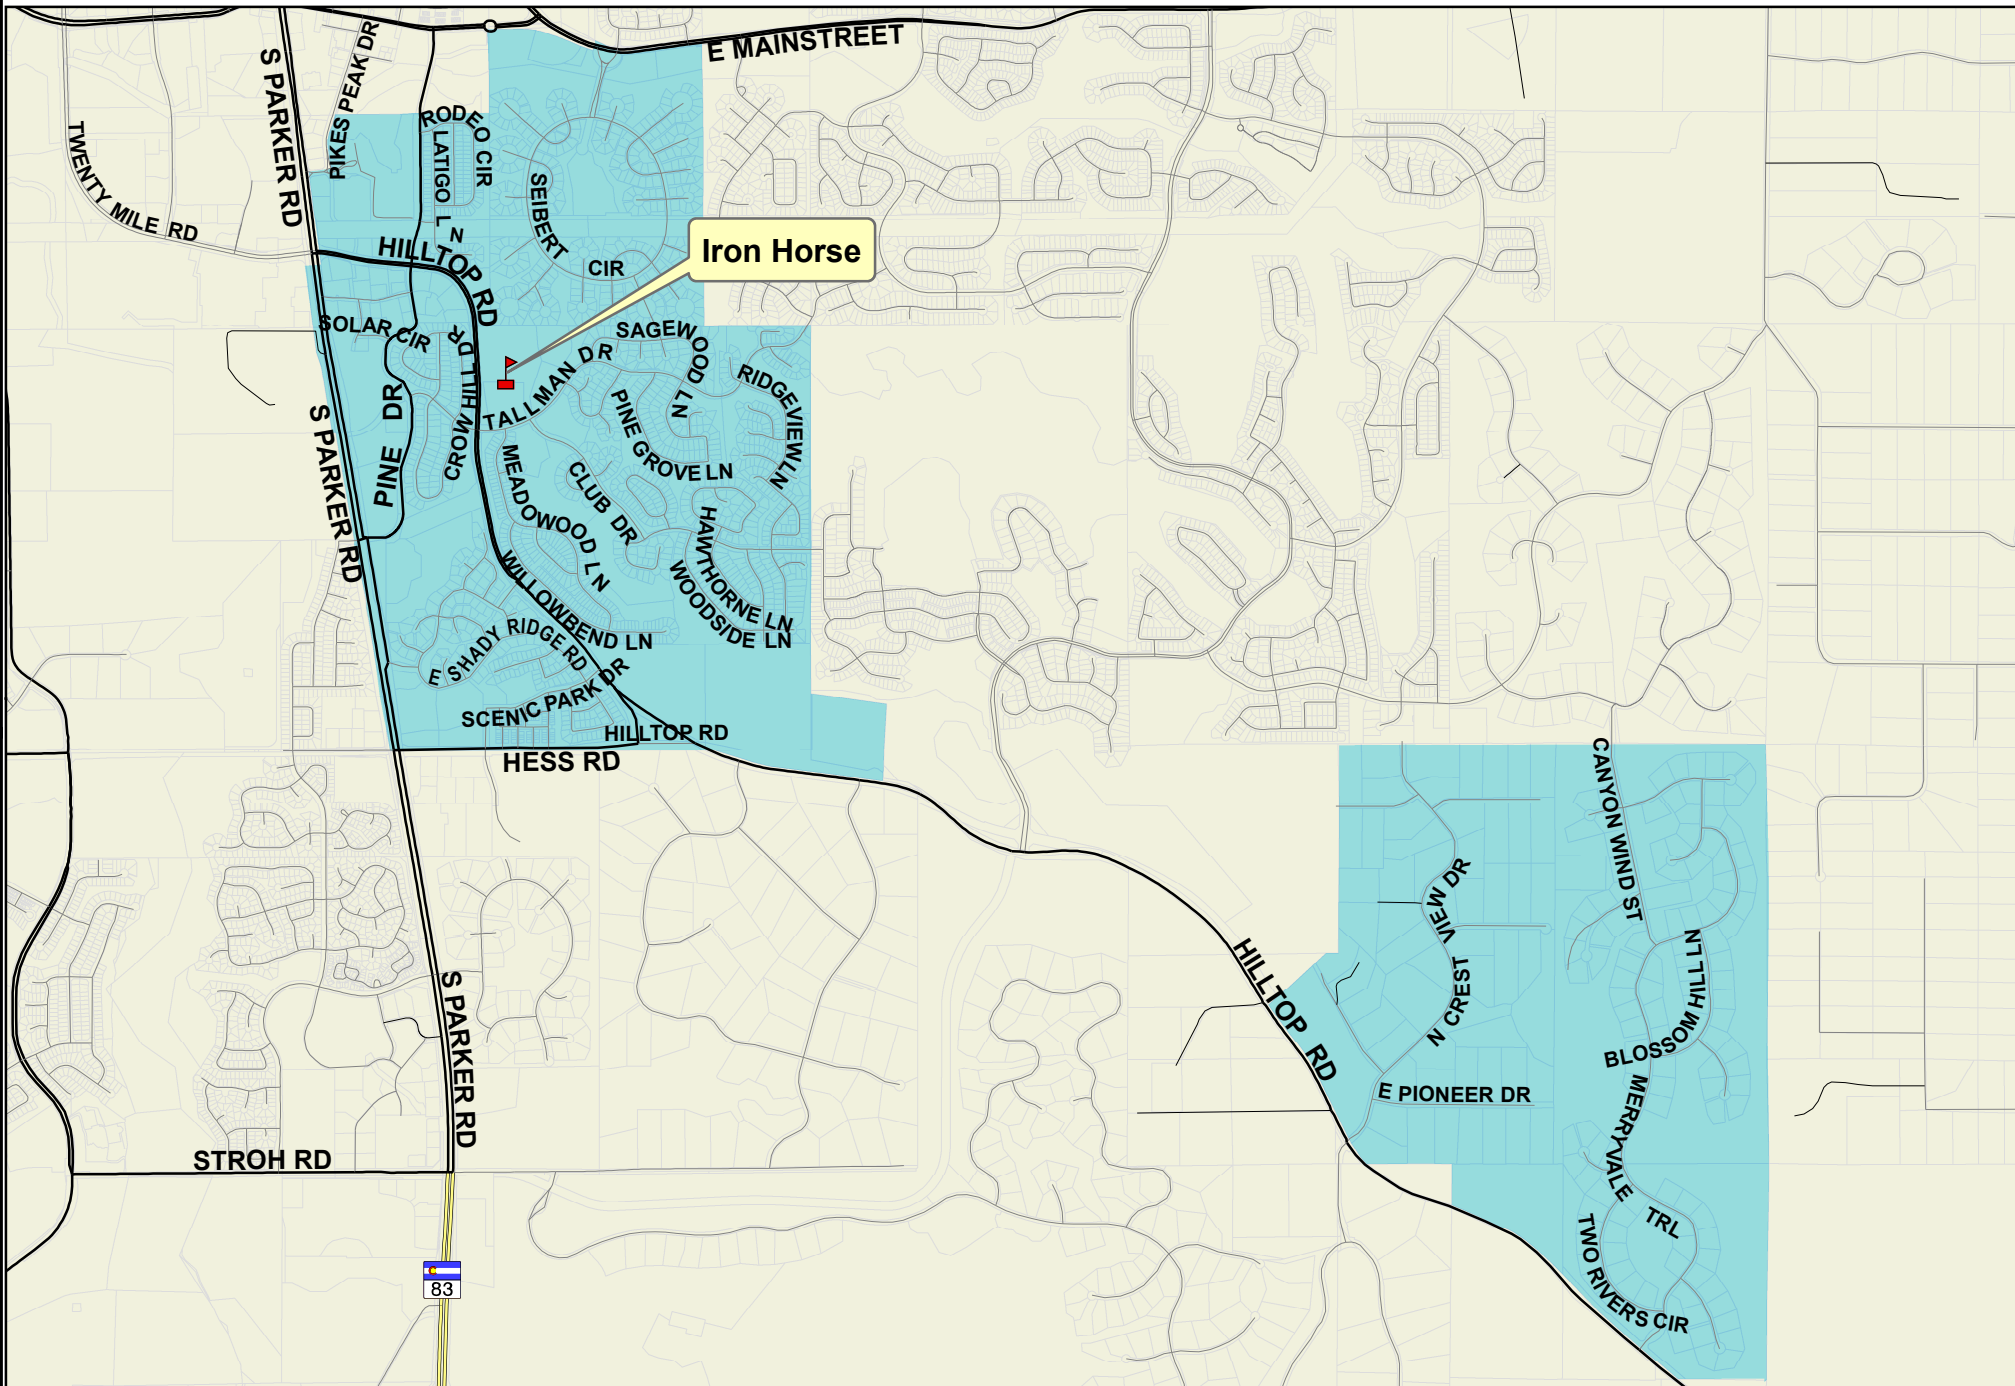 E MAINSTREET
S PARKER RD
PIKES PEAK DR
RODEO CIR
LATIGO LN
TWENTY MILE RD
SEIBERT
CIR
HILLTOP RD
Iron Horse
SOLAR CIR
CROW HILL DR
TALLMAN DR
SAGEWOOD LN
RIDGEVIEW LN
PINE DR
PINE GROVE LN
S PARKER RD
MEADOWOOD LN
CLUB DR
HAWTHORNE LN
WOODSIDE LN
WILLOWBEND LN
E SHADY RIDGE RD
SCENIC PARK DR
HILLTOP RD
HESS RD
CANYON WIND ST
N CREST VIEW DR
HILLTOP RD
BLOSSOM HILL LN
S PARKER RD
E PIONEER DR
MERRYVALE TRL
STROH RD
TWO RIVERS CIR
C
83